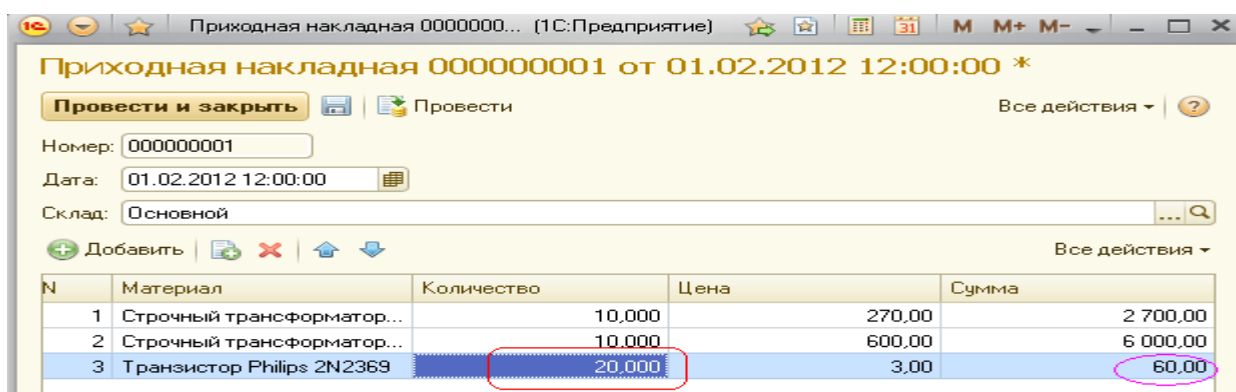 1С Приходная накладная 0000000... (1С:Предприятие) 31 M M+ M-
Приходная накладная 000000001 от 01.02.2012 12:00:00 *
Провести и закрыть Провести Все действия ?
Номер: 000000001
Дата: 01.02.2012 12:00:00
Склад: Основной ...
Добавить Все действия
N Материал Количество Цена Сумма
1 Строчный трансформатор... 10,000 270,00 2 700,00
2 Строчный трансформатор... 10,000 600,00 6 000,00
3 Транзистор Philips 2N2369 20,000 3,00 60,00